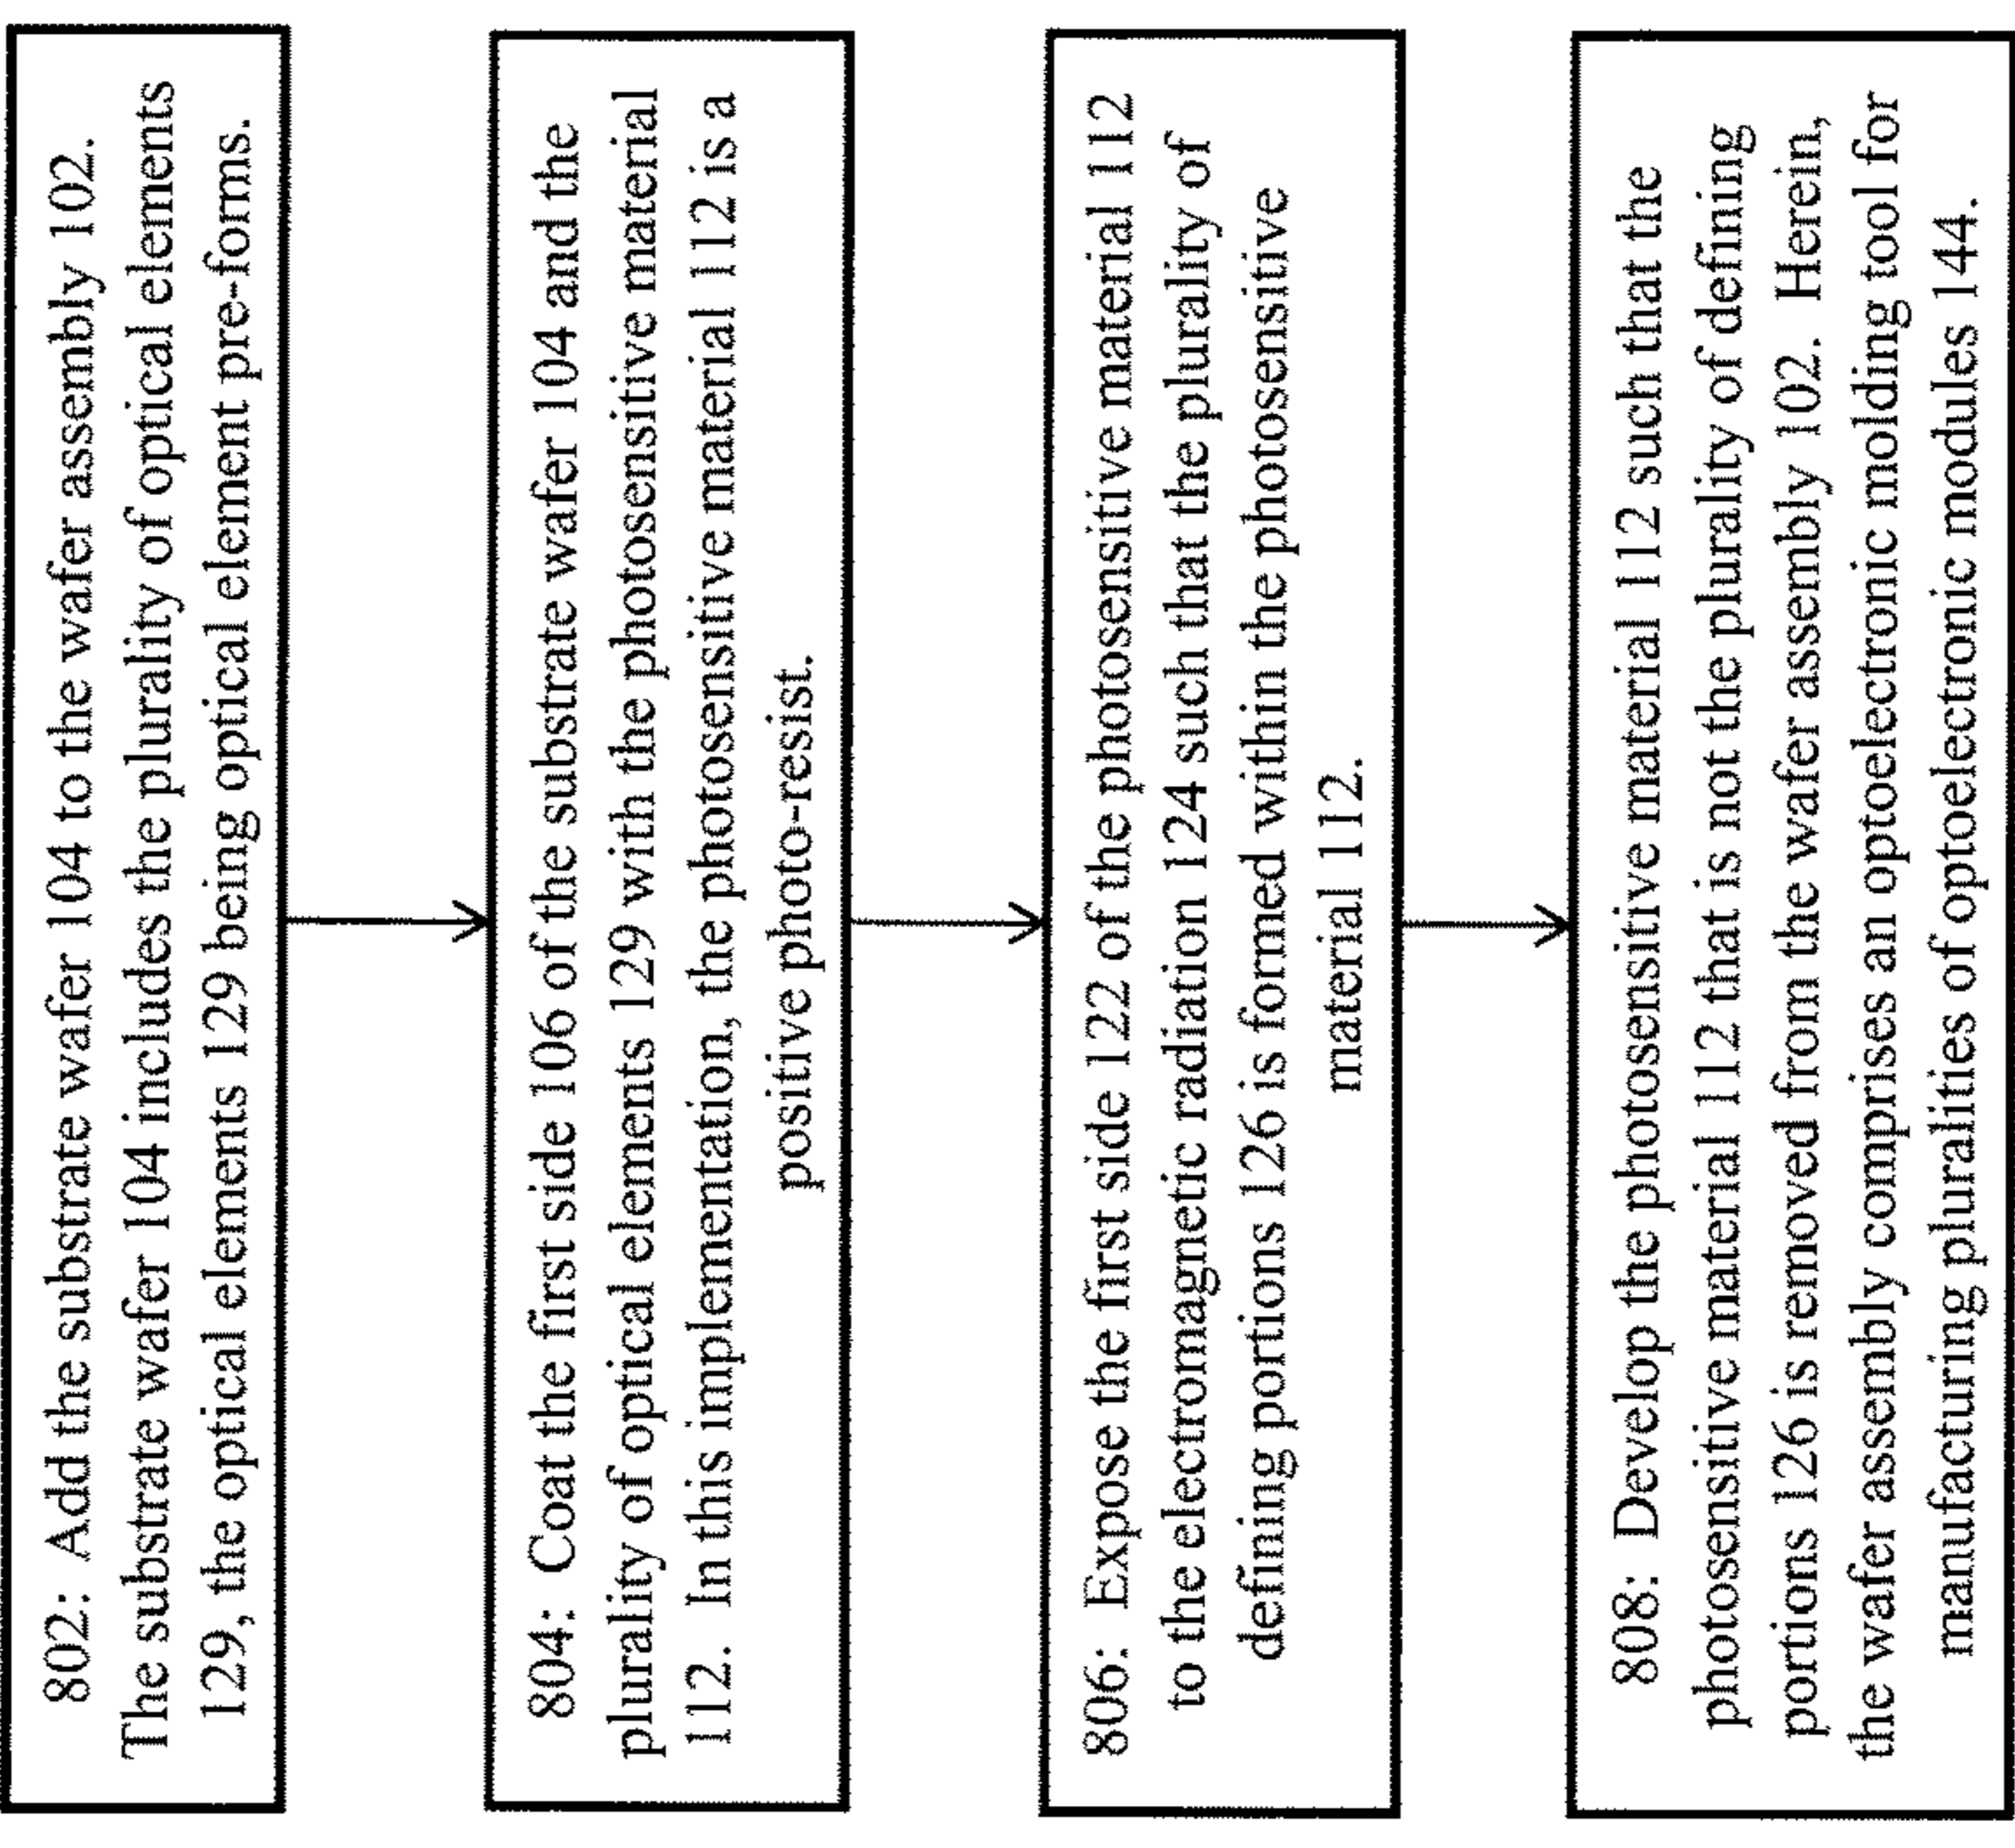 802: Add the substrate wafer 104 to the wafer assembly 102.
The substrate wafer 104 includes the plurality of optical elements
129, the optical elements 129 being optical element pre-foms.
804: Coat the first side 106 of the substrate wafer 104 and the
plurality of optical elements 129 with the photosensitive material
112. In this implementation, the photosensitive material 112 is a
positive photo-resist.
806: Expose the first side 122 of the photosensitive material 112
to the electromagnetic radiation 124 such that the plurality of
defining portions 126 is formed within the photosensitive
material 112.
808: Develop the photosensitive material 112 such that the
photosensitive material 112 that is not the plurality of defining
portions 126 is removed from the wafer assembly 102. Herein,
the wafer assembly comprises an optoelectronic molding tool for
manufacturing pluralities of optoelectronic modules 144.